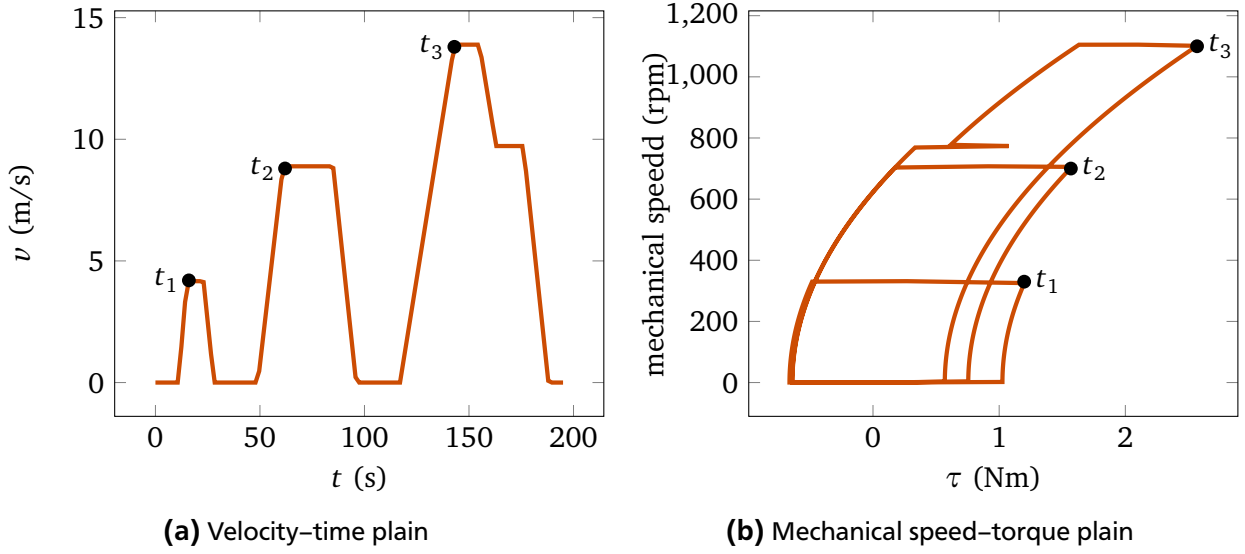 15
10
5
0
0
50
100
150
200
v (m/s)
t (s)
t₁
t₂
t₃
(a) Velocity–time plain
1,200
1,000
800
600
400
200
0
0
1
2
mechanical speedd (rpm)
τ (Nm)
t₃
t₂
t₁
(b) Mechanical speed–torque plain